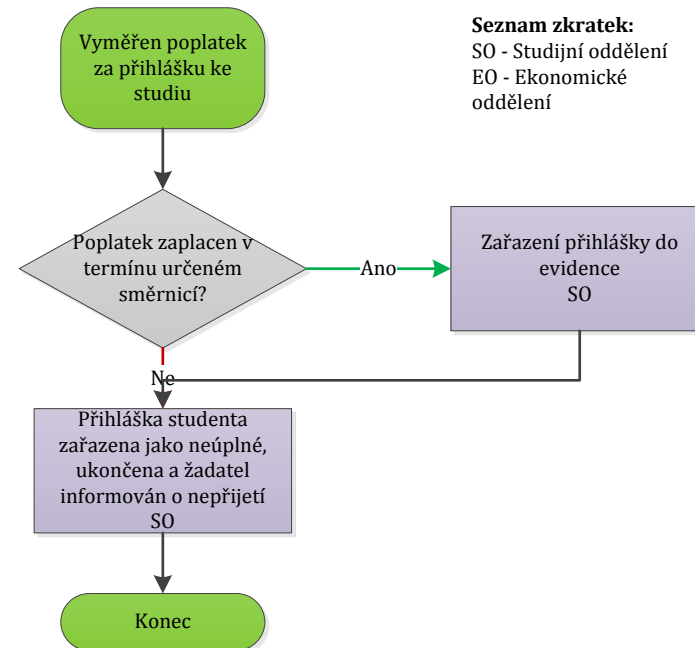 Vyměřen poplatek
za přihlášku ke
studiu
Seznam zkratek:
SO - Studijní oddělení
EO - Ekonomické
oddělení
Poplatek zaplacen v
termínu určeném
směrnicí?
Ano
Zařazení přihlášky do
evidence
SO
Ne
Přihláška studenta
zařazena jako neúplné,
ukončena a žadatel
informován o nepřijetí
SO
Konec